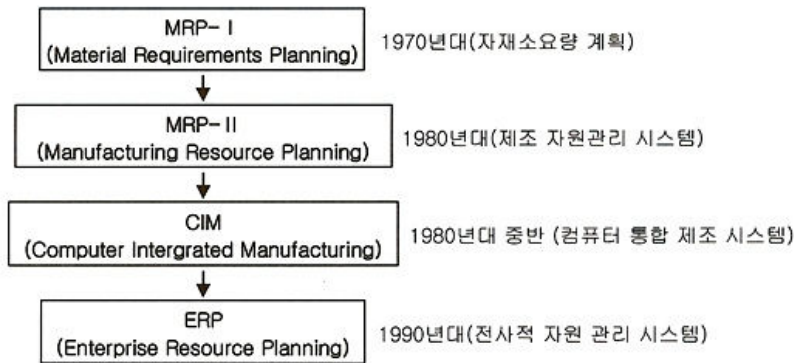 MRP-Ⅰ
(Material Requirements Planning)
1970년대(자재소요량 계획)
MRP-Ⅱ
(Manufacturing Resource Planning)
1980년대(제조 자원관리 시스템)
CIM
(Computer Intergrated Manufacturing)
1980년대 중반 (컴퓨터 통합 제조 시스템)
ERP
(Enterprise Resource Planning)
1990년대(전사적 자원 관리 시스템)